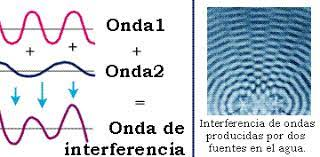 Onda1
+ + +
Onda2
=
Onda de
interferencia
Interferencia de ondas
producidas por dos
fuentes en el agua.